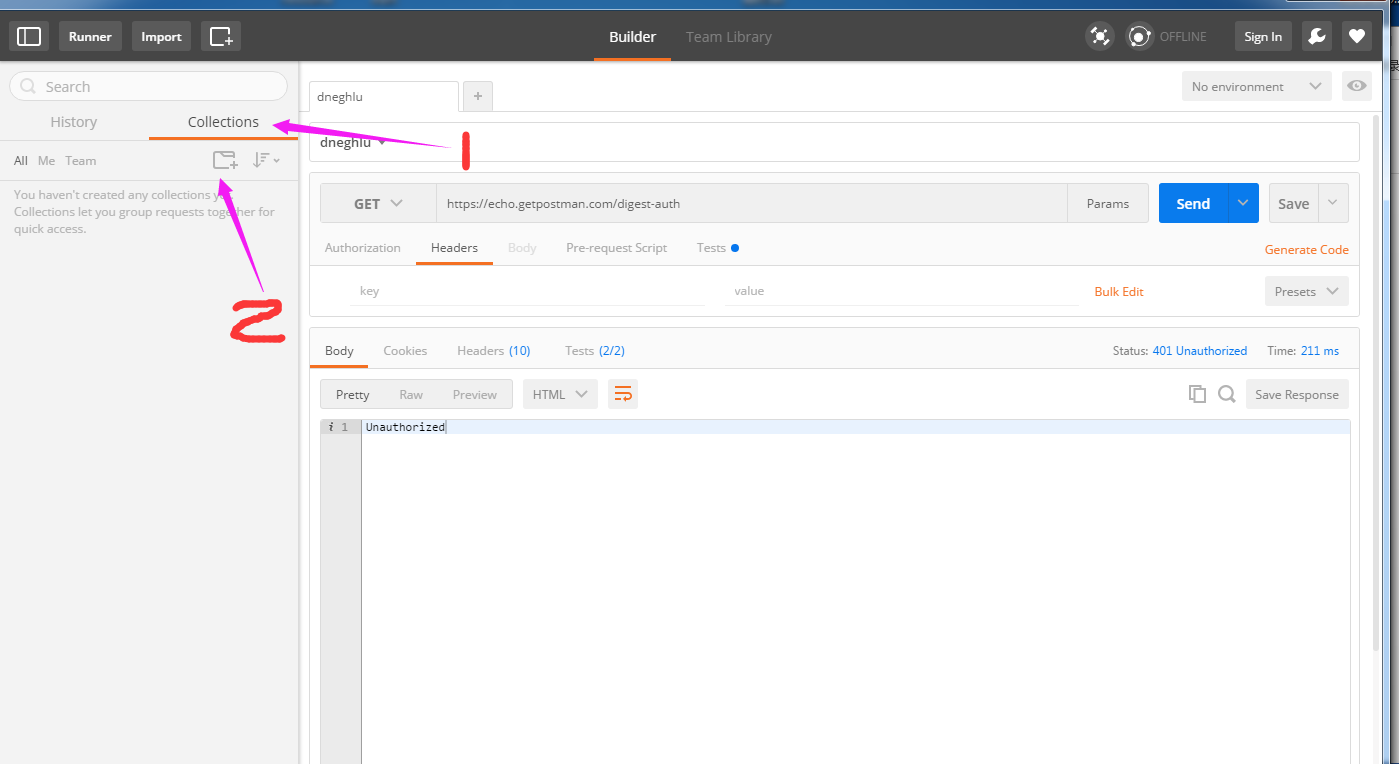 Runner Import Builder Team Library OFFLINE Sign In
Search
History Collections
All Me Team
You haven't created any collections
Collections let you group requests together for
quick access.
dneghlu + No environment
dneghlu
1
2
GET https://echo.getpostman.com/digest-auth Params Send Save
Authorization Headers Body Pre-request Script Tests Generate Code
key value Bulk Edit Presets
Body Cookies Headers (10) Tests (2/2) Status: 401 Unauthorized Time: 211 ms
Pretty Raw Preview HTML Save Response
i 1 Unauthorized